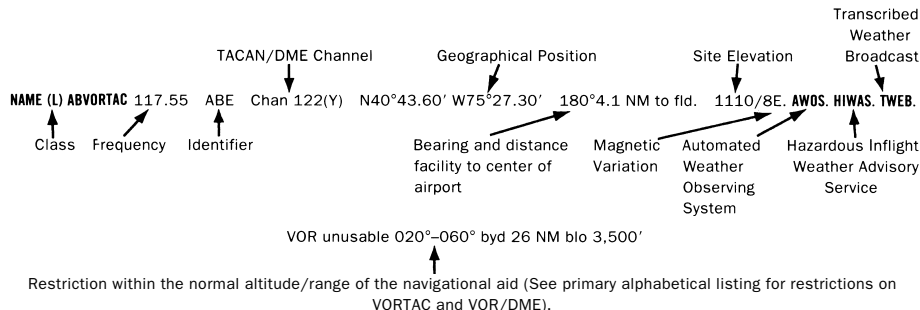 Transcribed
Weather
Broadcast
TACAN/DME Channel Geographical Position Site Elevation
NAME (L) ABVORTAC 117.55 ABE Chan 122(Y) N40°43.60′ W75°27.30′ 180°4.1 NM to fld. 1110/8E. AWOS. HIWAS. TWEB.
Class Frequency Identifier Bearing and distance Magnetic Automated Hazardous Inflight
facility to center of Variation Weather Weather Advisory
airport Observing Service
System
VOR unusable 020°–060° byd 26 NM blo 3,500′
Restriction within the normal altitude/range of the navigational aid (See primary alphabetical listing for restrictions on
VORTAC and VOR/DME).